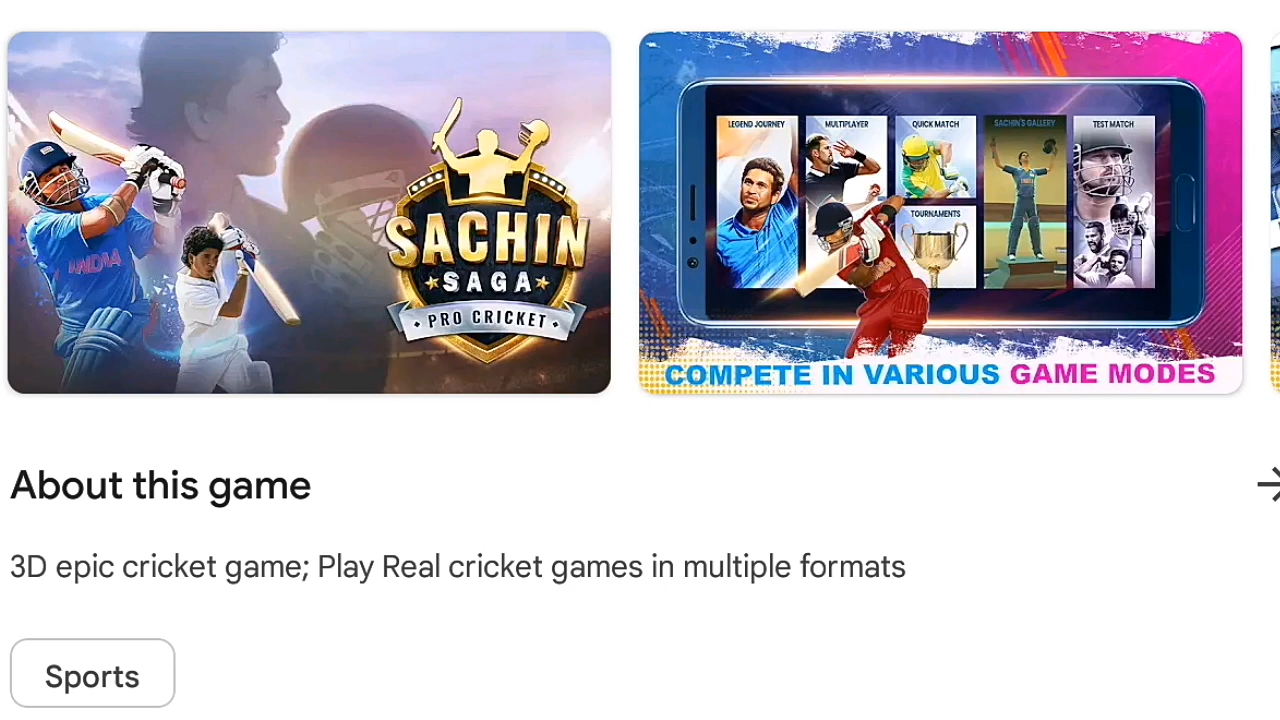 INDIA
SACHIN
SAGA
PRO CRICKET
LEGEND JOURNEY
MULTIPLAYER
QUICK MATCH
SACHIN'S GALLERY
TEST MATCH
TOURNAMENTS
COMPETE IN VARIOUS GAME MODES
About this game
3D epic cricket game; Play Real cricket games in multiple formats
Sports